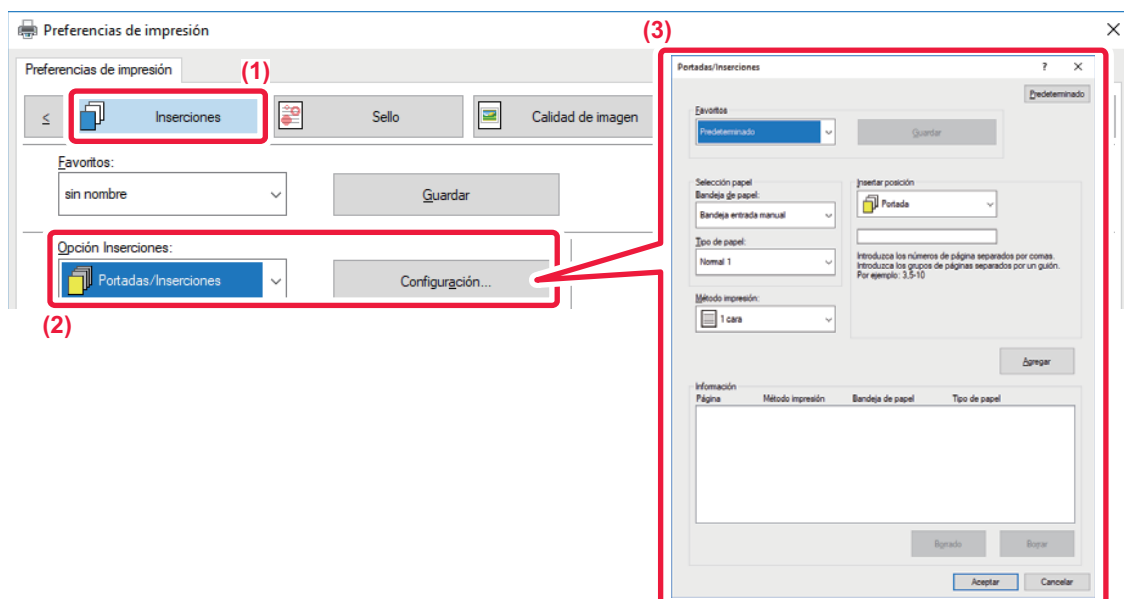 Preferencias de impresión
Preferencias de impresión
(1)
<
Inserciones
Sello
Calidad de imagen
Favoritos:
sin nombre
Guardar
Opción Inserciones:
Portadas/Inserciones
Configuración...
(2)
(3)
Portadas/Inserciones
?
Predeterminado
Favoritos
Predeterminado
Guardar
Selección papel
Bandeja de papel:
Bandeja entrada manual
Tipo de papel:
Normal 1
Método impresión:
1 cara
Insertar posición
Portada
Introduzca los números de página separados por comas.
Introduzca los grupos de páginas separados por un guión.
Por ejemplo: 3,5-10
Agregar
Información
Página Método impresión Bandeja de papel Tipo de papel
Borrado Borrar
Aceptar Cancelar